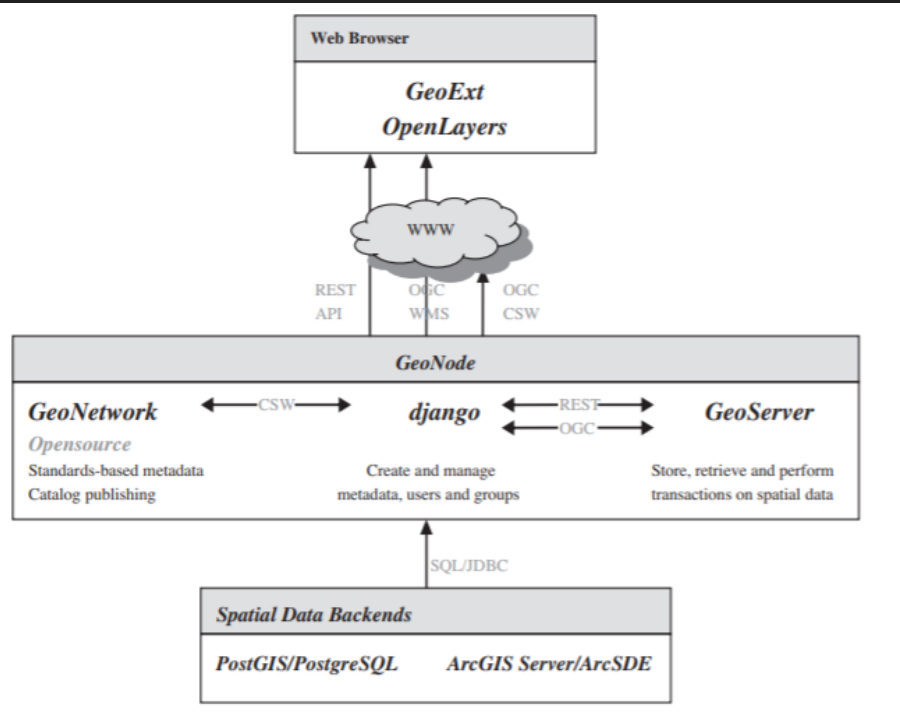 Web Browser
GeoExt
OpenLayers
WWW
REST OGC OGC
API WMS CSW
GeoNode
GeoNetwork CSW django REST GeoServer
OGC
Opensource
Standards-based metadata Create and manage Store, retrieve and perform
Catalog publishing metadata, users and groups transactions on spatial data
SQL/JDBC
Spatial Data Backends
PostGIS/PostgreSQL ArcGIS Server/ArcSDE